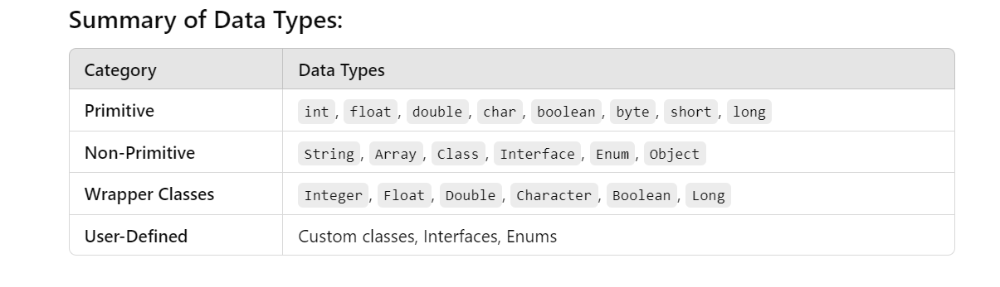 Summary of Data Types:
Category Data Types
Primitive int, float, double, char, boolean, byte, short, long
Non-Primitive String, Array, Class, Interface, Enum, Object
Wrapper Classes Integer, Float, Double, Character, Boolean, Long
User-Defined Custom classes, Interfaces, Enums